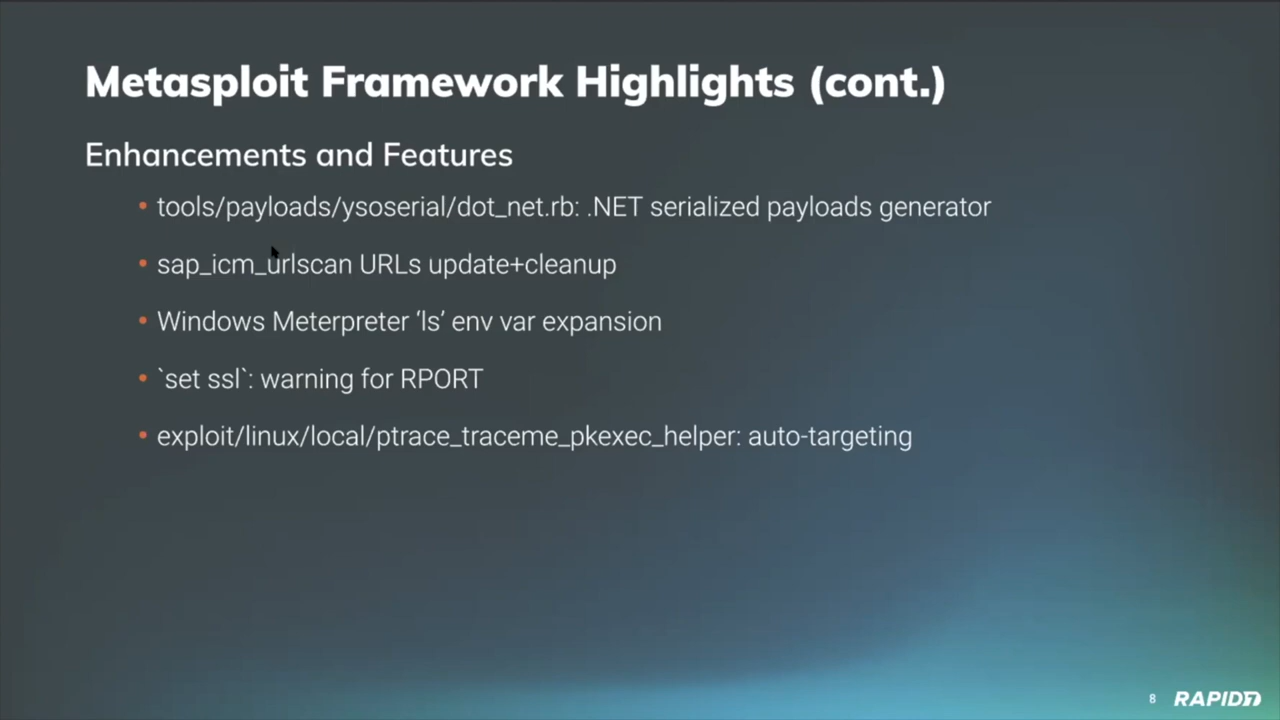 Metasploit Framework Highlights (cont.)
Enhancements and Features
• tools/payloads/ysoserial/dot_net.rb: .NET serialized payloads generator
• sap_icm_urlscan URLs update+cleanup
• Windows Meterpreter ‘ls’ env var expansion
• `set ssl`: warning for RPORT
• exploit/linux/local/ptrace_traceme_pkexec_helper: auto-targeting
8 RAPID7